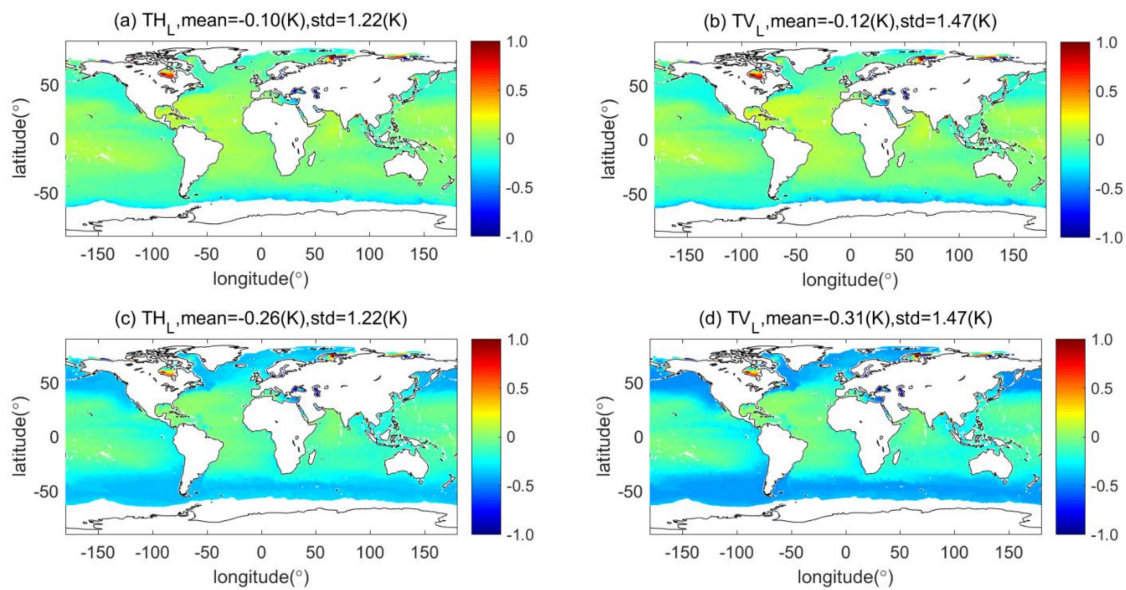 (a) TH_L,mean=-0.10(K),std=1.22(K)
latitude(°)
50
0
-50
-150 -100 -50 0 50 100 150
longitude(°)
1.0
0.5
0
-0.5
-1.0
(b) TV_L,mean=-0.12(K),std=1.47(K)
latitude(°)
50
0
-50
-150 -100 -50 0 50 100 150
longitude(°)
1.0
0.5
0
-0.5
-1.0
(c) TH_L,mean=-0.26(K),std=1.22(K)
latitude(°)
50
0
-50
-150 -100 -50 0 50 100 150
longitude(°)
1.0
0.5
0
-0.5
-1.0
(d) TV_L,mean=-0.31(K),std=1.47(K)
latitude(°)
50
0
-50
-150 -100 -50 0 50 100 150
longitude(°)
1.0
0.5
0
-0.5
-1.0